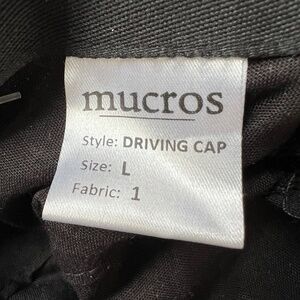 mucros
Style: DRIVING CAP
Size: L
Fabric: 1